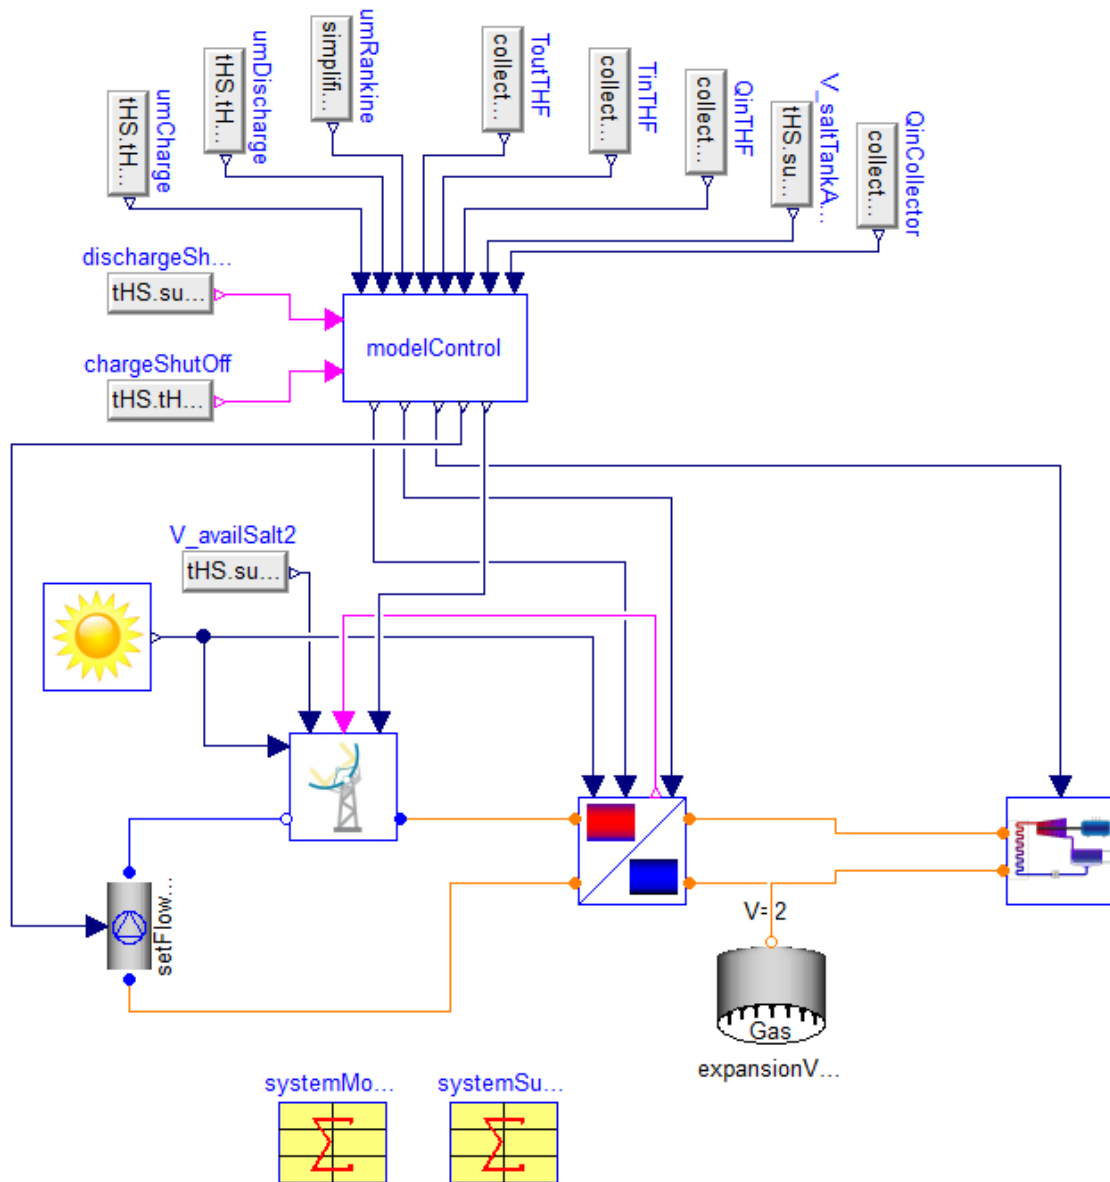 umCharge
tHS.tH
...
umDischarge
tHS.tH
...
umRankine
simplifi
...
ToutTHF
collect
...
TinTHF
collect
...
QinTHF
collect
...
V_saltTankA...
tHS.su
...
QinCollector
collect
...
dischargeSh...
tHS.su...
chargeShutOff
tHS.tH...
modelControl
V_availSalt2
tHS.su...
setFlow...
V=2
Gas
expansionV...
systemMo...
systemSu...